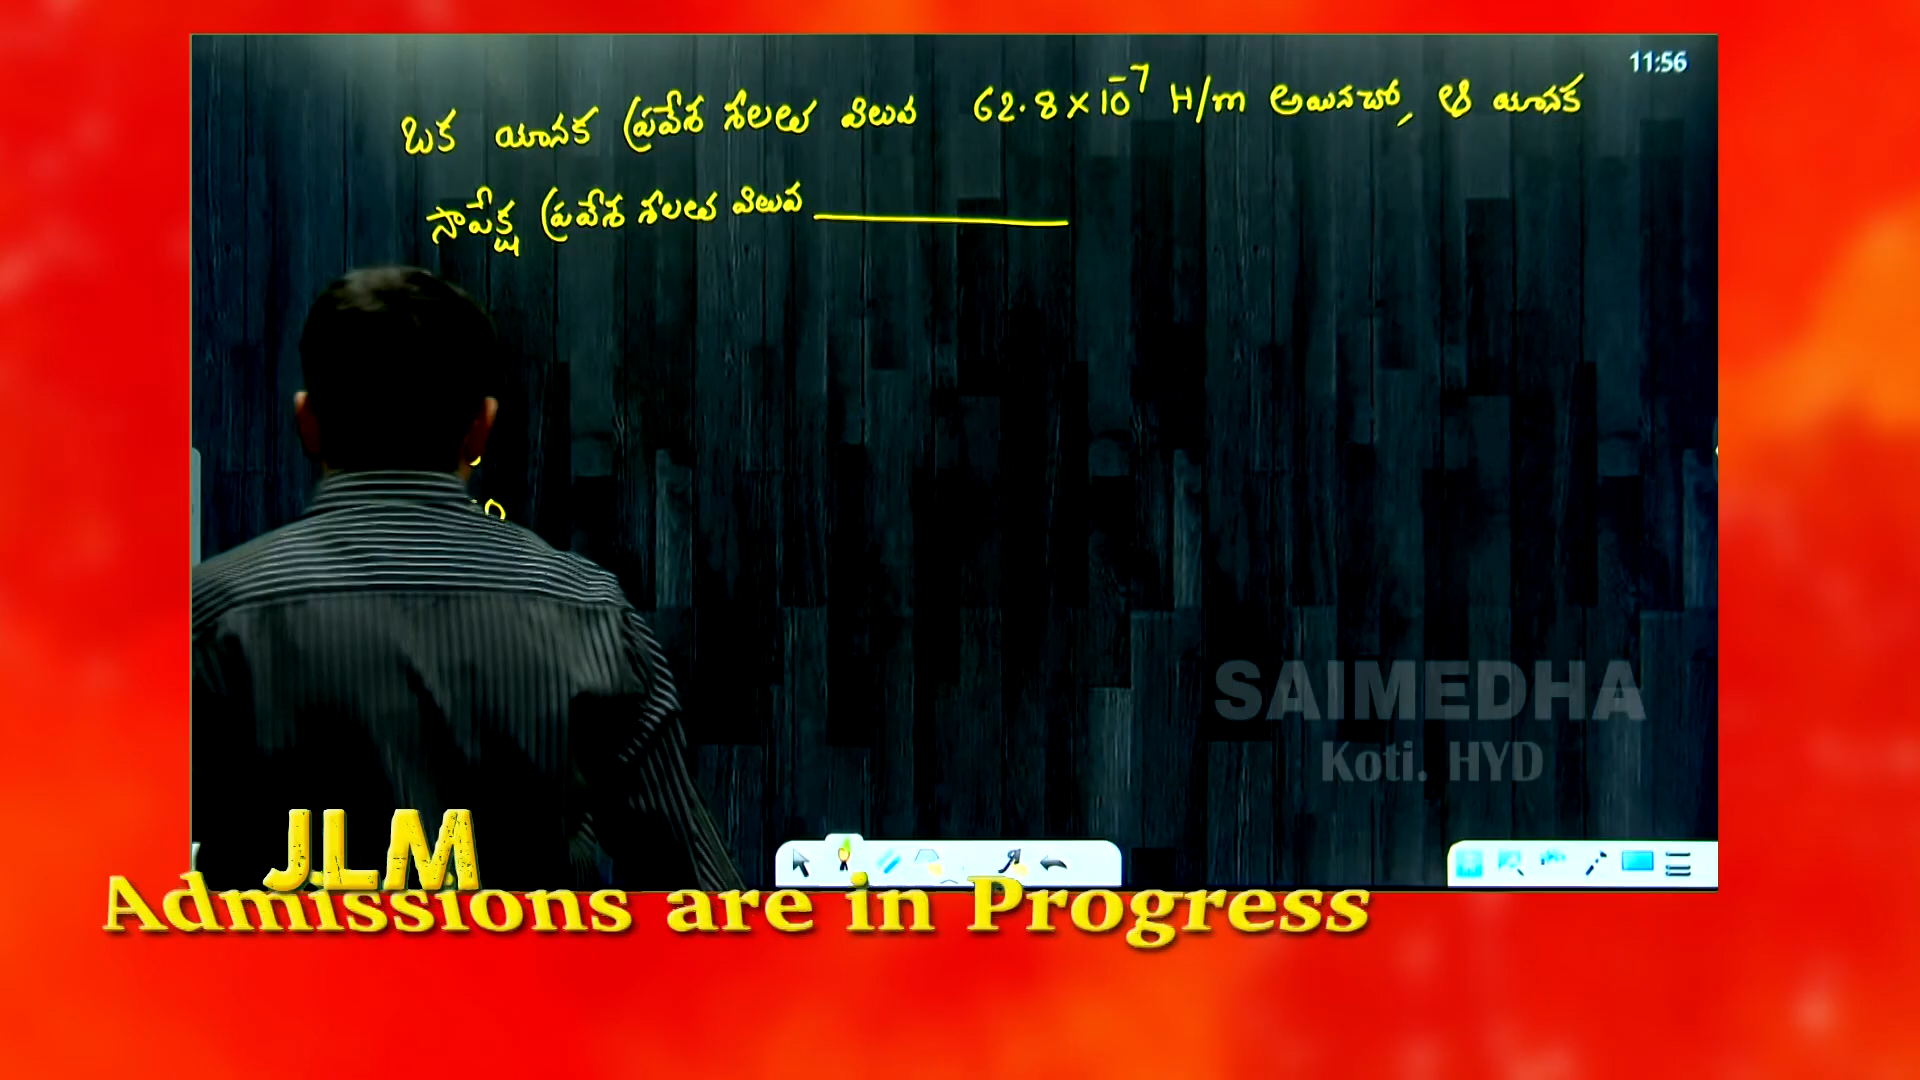 11:56
ఒక యానక ప్రవేశ శీలత విలువ 62.8×10⁻⁷ H/m అయినచో, ఆ యానక
సాపేక్ష ప్రవేశ శీలత విలువ ___________
SAIMEDHA
Koti. HYD
JLM
Admissions are in Progress